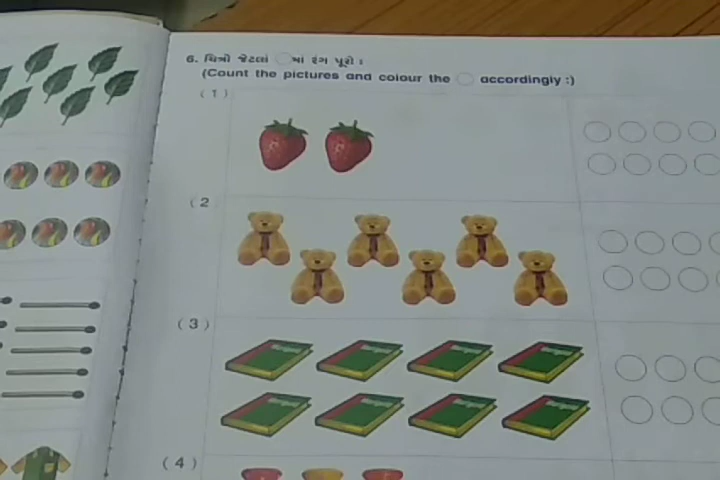 6. ચિત્રો જેટલાં ◯માં રંગ પૂરો :
(Count the pictures and colour the ◯ accordingly :)
( 1 )
( 2
( 3 )
( 4 )